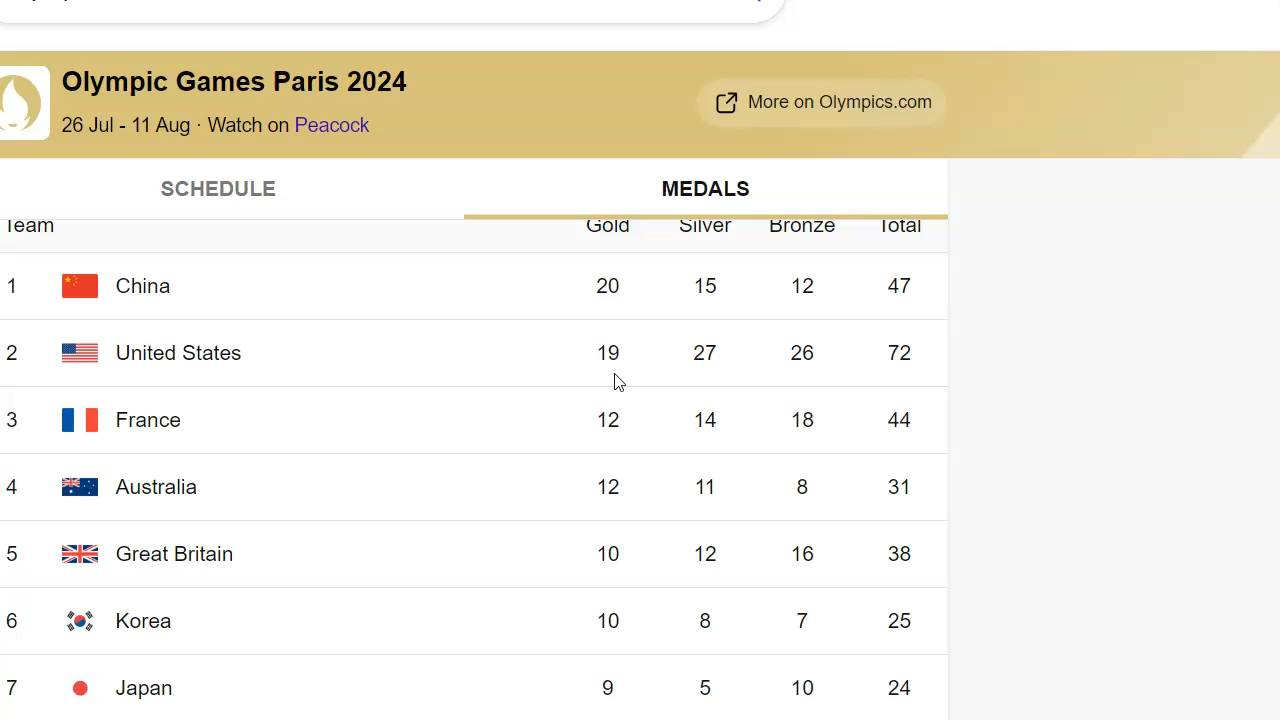 Olympic Games Paris 2024
26 Jul - 11 Aug · Watch on Peacock
More on Olympics.com
SCHEDULE MEDALS
Team Gold Silver Bronze Total
1 China 20 15 12 47
2 United States 19 27 26 72
3 France 12 14 18 44
4 Australia 12 11 8 31
5 Great Britain 10 12 16 38
6 Korea 10 8 7 25
7 Japan 9 5 10 24